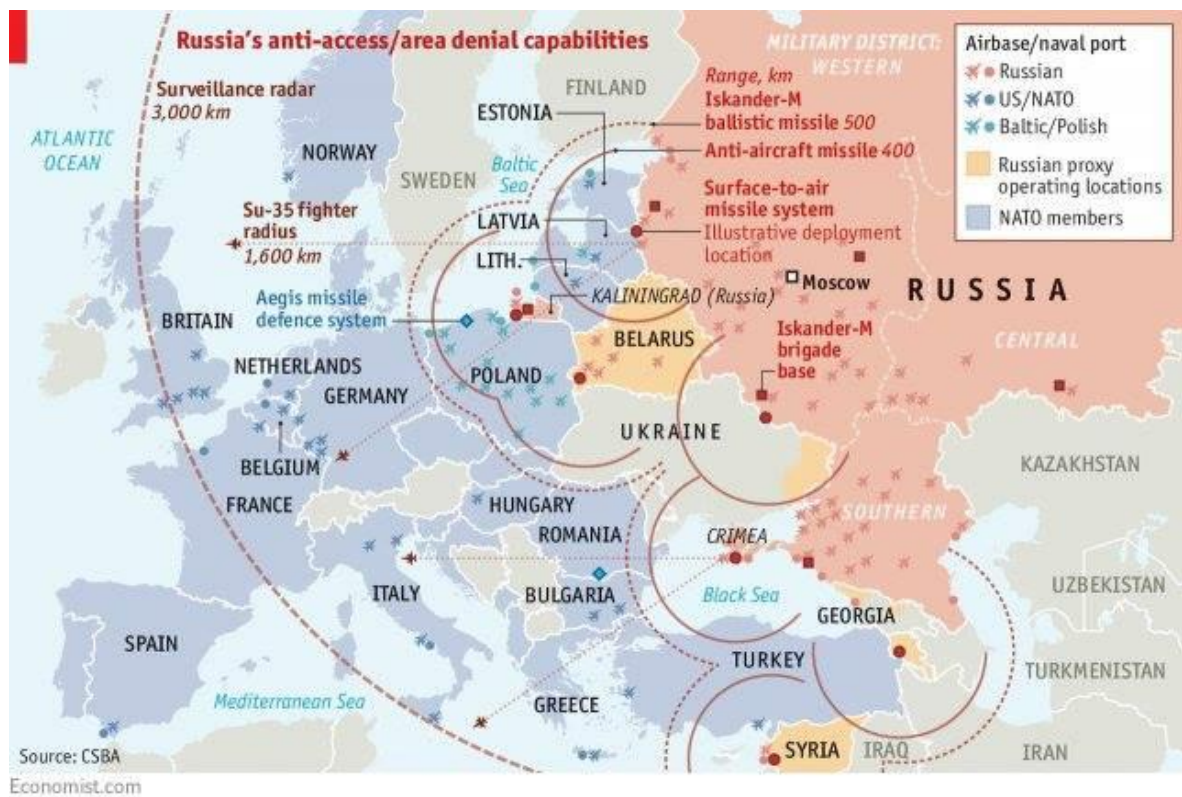 Russia's anti-access/area denial capabilities
Surveillance radar
3,000 km
ATLANTIC
OCEAN
NORWAY
SWEDEN
FINLAND
ESTONIA
Baltic
Sea
MILITARY DISTRICT:
WESTERN
Range, km
Iskander-M
ballistic missile 500
Anti-aircraft missile 400
Surface-to-air
missile system
Illustrative deployment
location
Airbase/naval port
Russian
US/NATO
Baltic/Polish
Russian proxy
operating locations
NATO members
Su-35 fighter
radius
1,600 km
LATVIA
LITH.
KALININGRAD (Russia)
Moscow
RUSSIA
Aegis missile
defence system
BRITAIN
NETHERLANDS
GERMANY
POLAND
BELARUS
Iskander-M
brigade
base
CENTRAL
UKRAINE
BELGIUM
FRANCE
HUNGARY
ROMANIA
KAZAKHSTAN
SOUTHERN
CRIMEA
ITALY
BULGARIA
Black Sea
GEORGIA
UZBEKISTAN
SPAIN
TURKEY
TURKMENISTAN
Mediterranean Sea
GREECE
SYRIA
IRAQ
IRAN
Source: CSBA
Economist.com